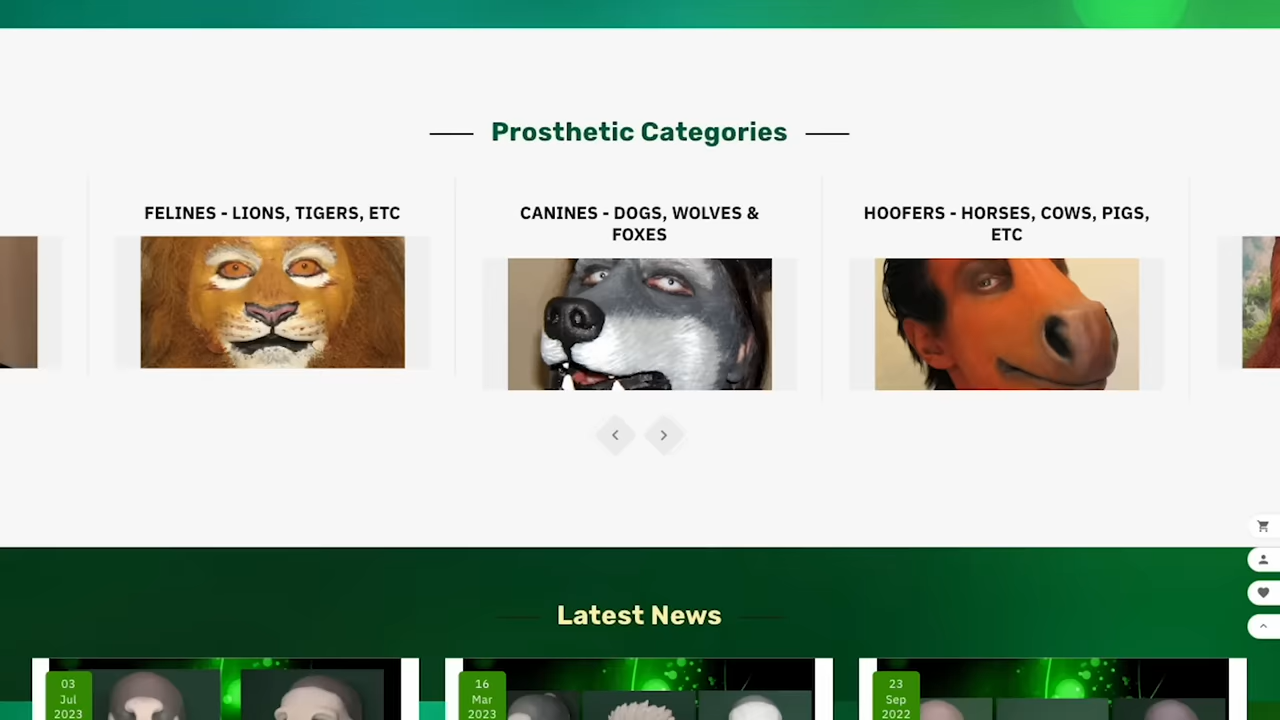 Prosthetic Categories
FELINES - LIONS, TIGERS, ETC
CANINES - DOGS, WOLVES &
FOXES
HOOFERS - HORSES, COWS, PIGS,
ETC
Latest News
03
Jul
2023
16
Mar
2023
23
Sep
2022